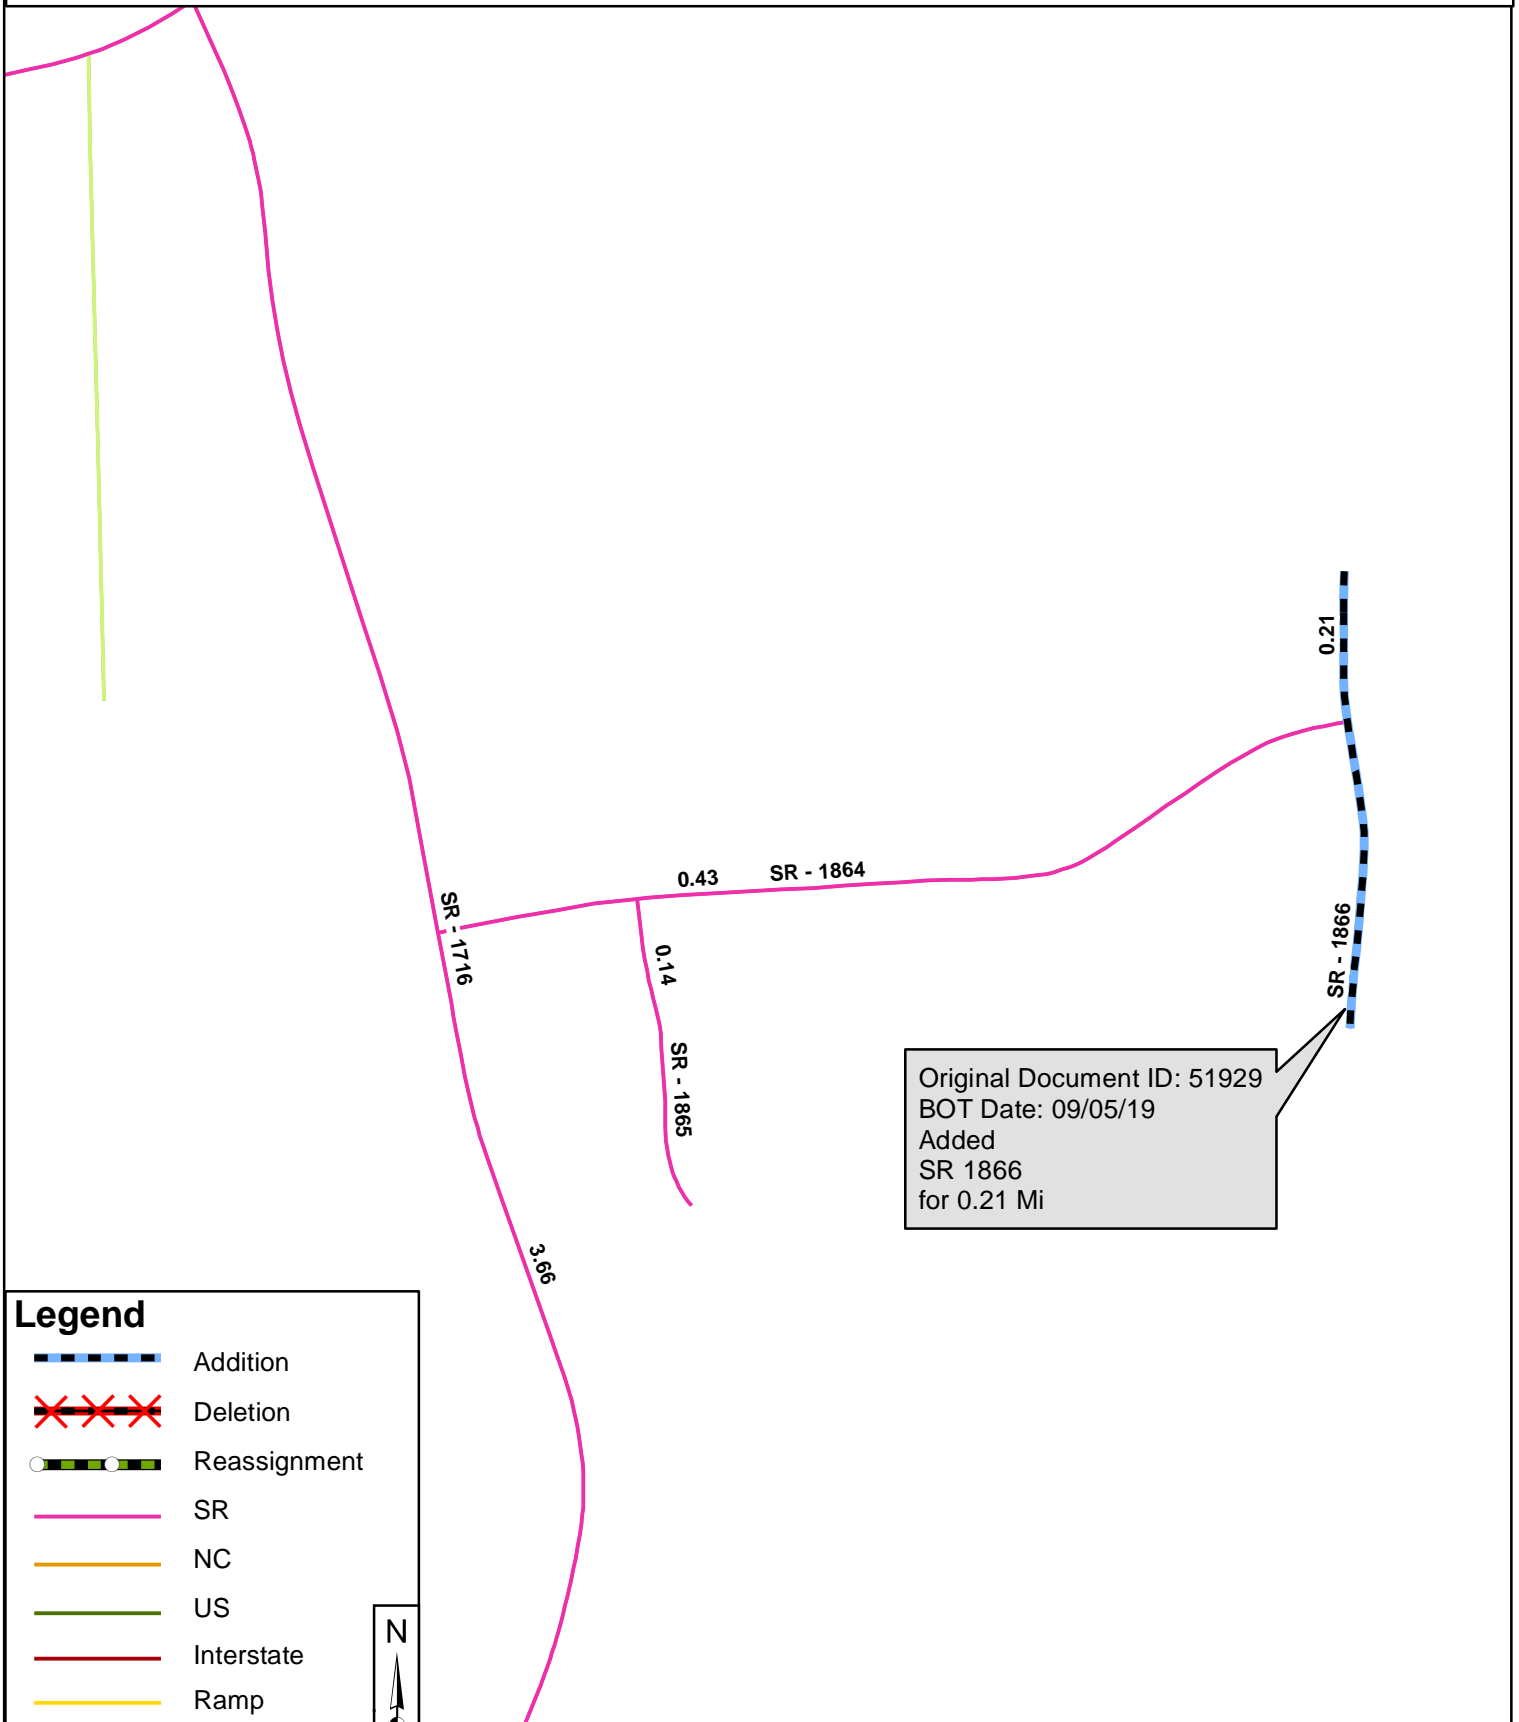 0.21
0.43
SR - 1864
SR - 1716
SR - 1866
0.14
SR - 1865
Original Document ID: 51929
BOT Date: 09/05/19
Added
SR 1866
for 0.21 Mi
3.66
Legend
Addition
Deletion
Reassignment
SR
NC
US
Interstate
Ramp
N